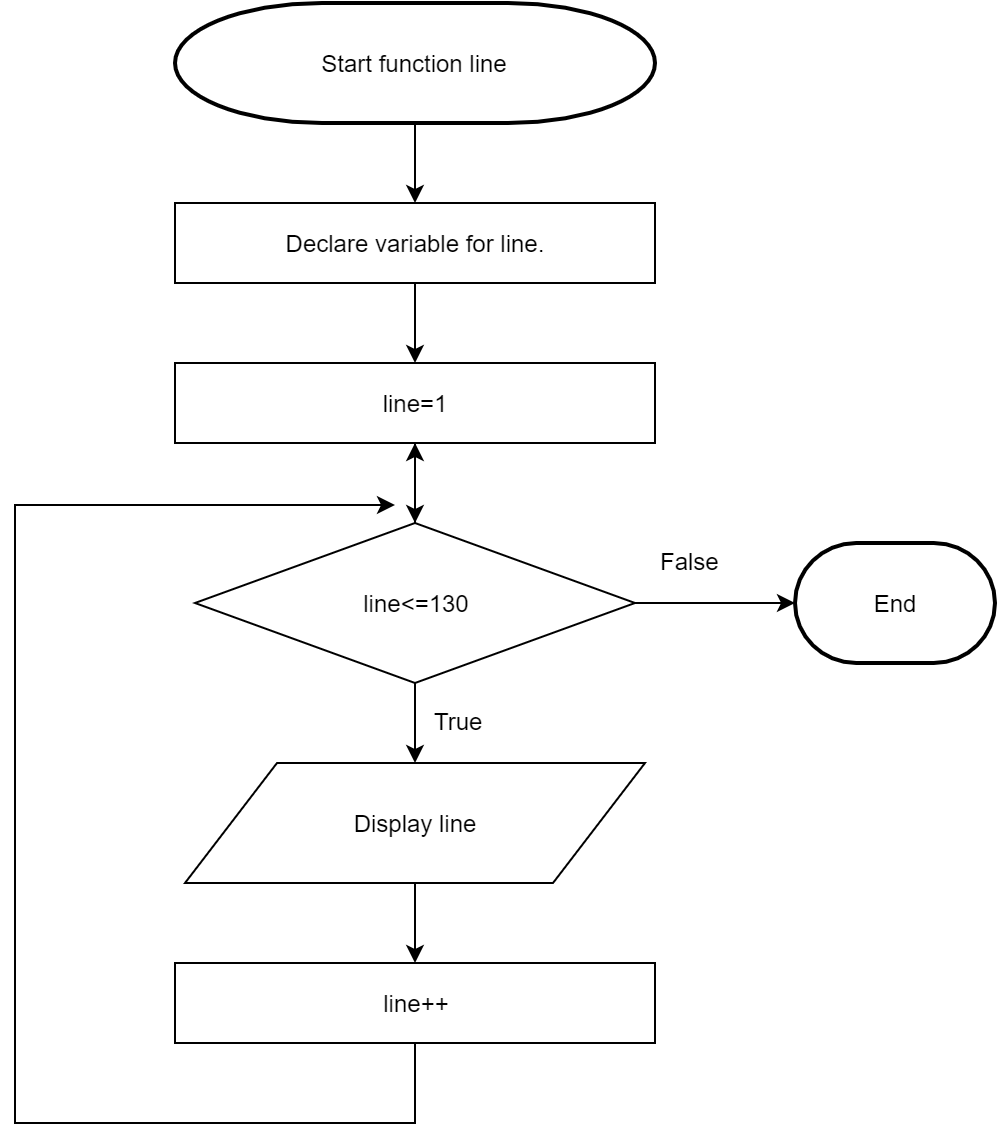 Start function line
Declare variable for line.
line=1
line<=130
False
End
True
Display line
line++